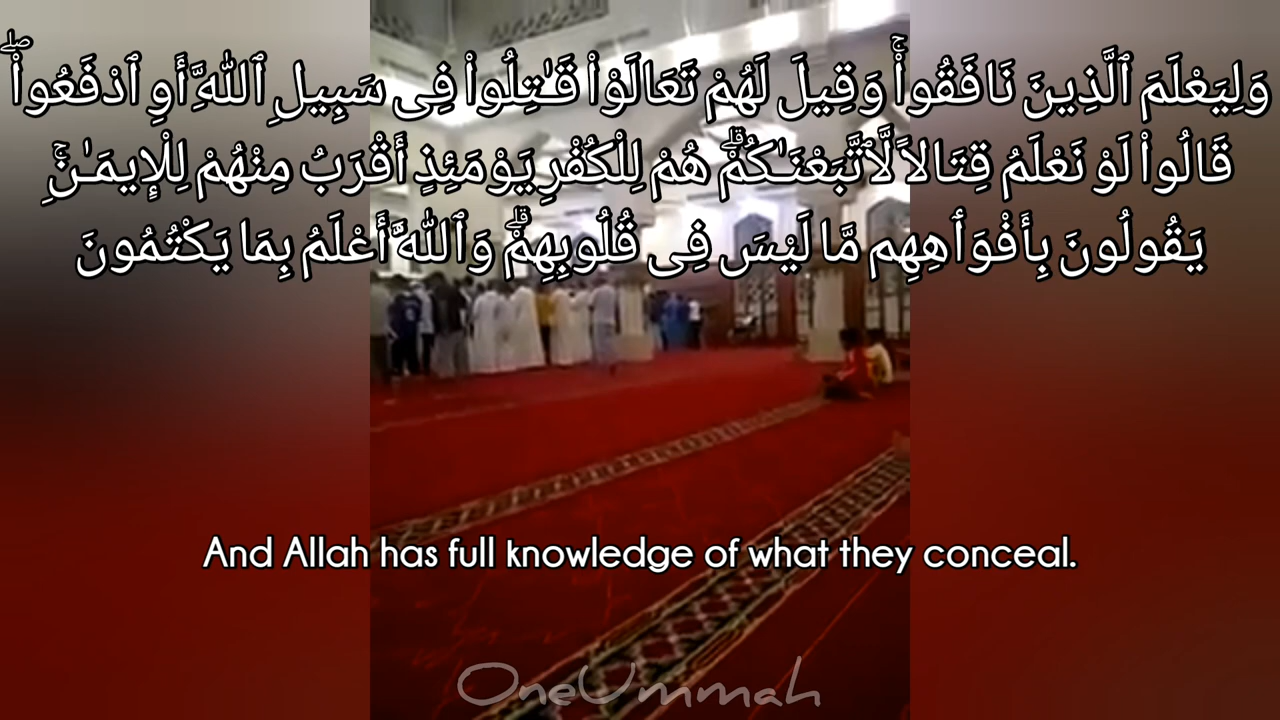 وَلِيَعْلَمَ ٱلَّذِينَ نَافَقُوا۟ ۚ وَقِيلَ لَهُمْ تَعَالَوْا۟ قَـٰتِلُوا۟ فِى سَبِيلِ ٱللَّهِ أَوِ ٱدْفَعُوا۟ ۖ
قَالُوا۟ لَوْ نَعْلَمُ قِتَالًا لَّٱتَّبَعْنَـٰكُمْ ۗ هُمْ لِلْكُفْرِ يَوْمَئِذٍ أَقْرَبُ مِنْهُمْ لِلْإِيمَـٰنِ ۚ
يَقُولُونَ بِأَفْوَٰهِهِم مَّا لَيْسَ فِى قُلُوبِهِمْ ۗ وَٱللَّهُ أَعْلَمُ بِمَا يَكْتُمُونَ
And Allah has full knowledge of what they conceal.
OneUmmah